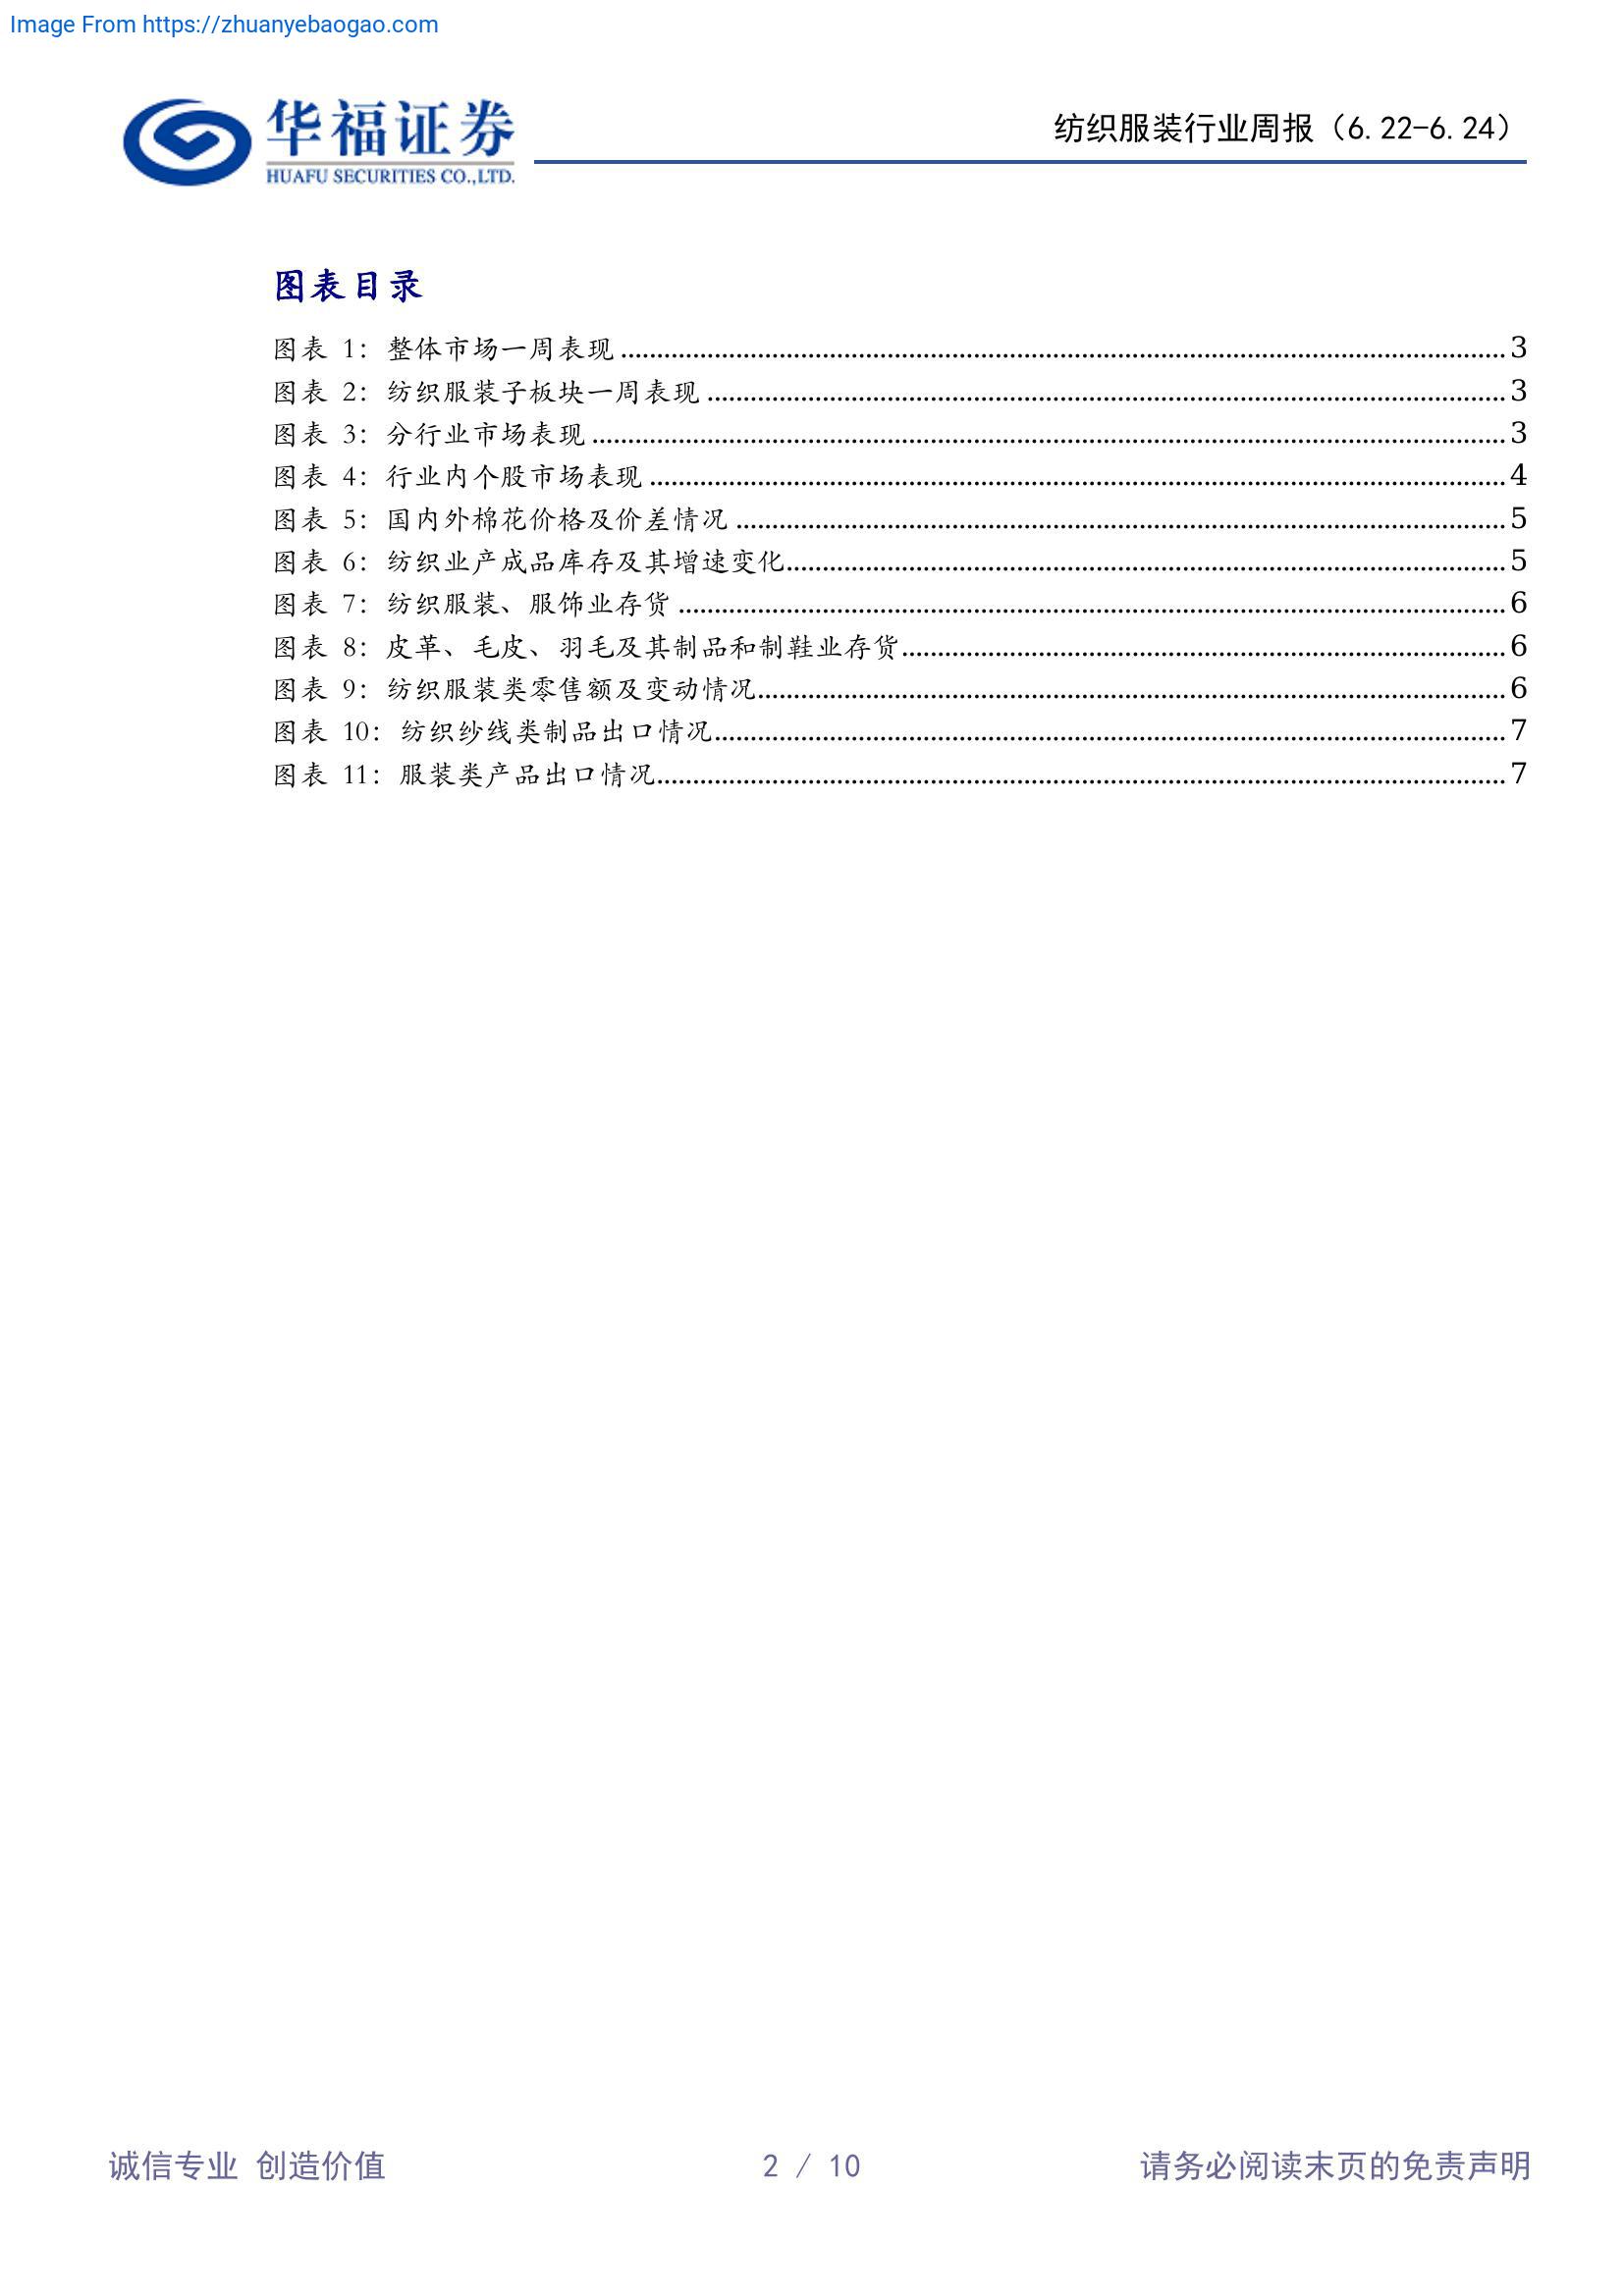 Image From https://zhuanyebaogao.com
华福证券
HUAFU SECURITIES CO.,LTD.
纺织服装行业周报（6.22-6.24）
图表目录
图表 1：整体市场一周表现 3
图表 2：纺织服装子板块一周表现 3
图表 3：分行业市场表现 3
图表 4：行业内个股市场表现 4
图表 5：国内外棉花价格及价差情况 5
图表 6：纺织业产成品库存及其增速变化 5
图表 7：纺织服装、服饰业存货 6
图表 8：皮革、毛皮、羽毛及其制品和制鞋业存货 6
图表 9：纺织服装类零售额及变动情况 6
图表 10：纺织纱线类制品出口情况 7
图表 11：服装类产品出口情况 7
诚信专业 创造价值
2 / 10
请务必阅读末页的免责声明